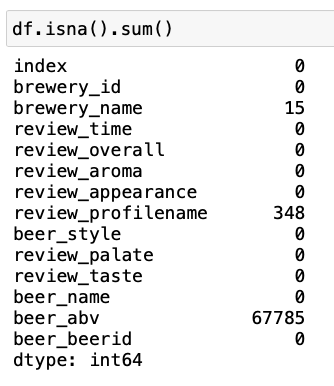 df.isna().sum()
index 0
brewery_id 0
brewery_name 15
review_time 0
review_overall 0
review_aroma 0
review_appearance 0
review_profilename 348
beer_style 0
review_palate 0
review_taste 0
beer_name 0
beer_abv 67785
beer_beerid 0
dtype: int64